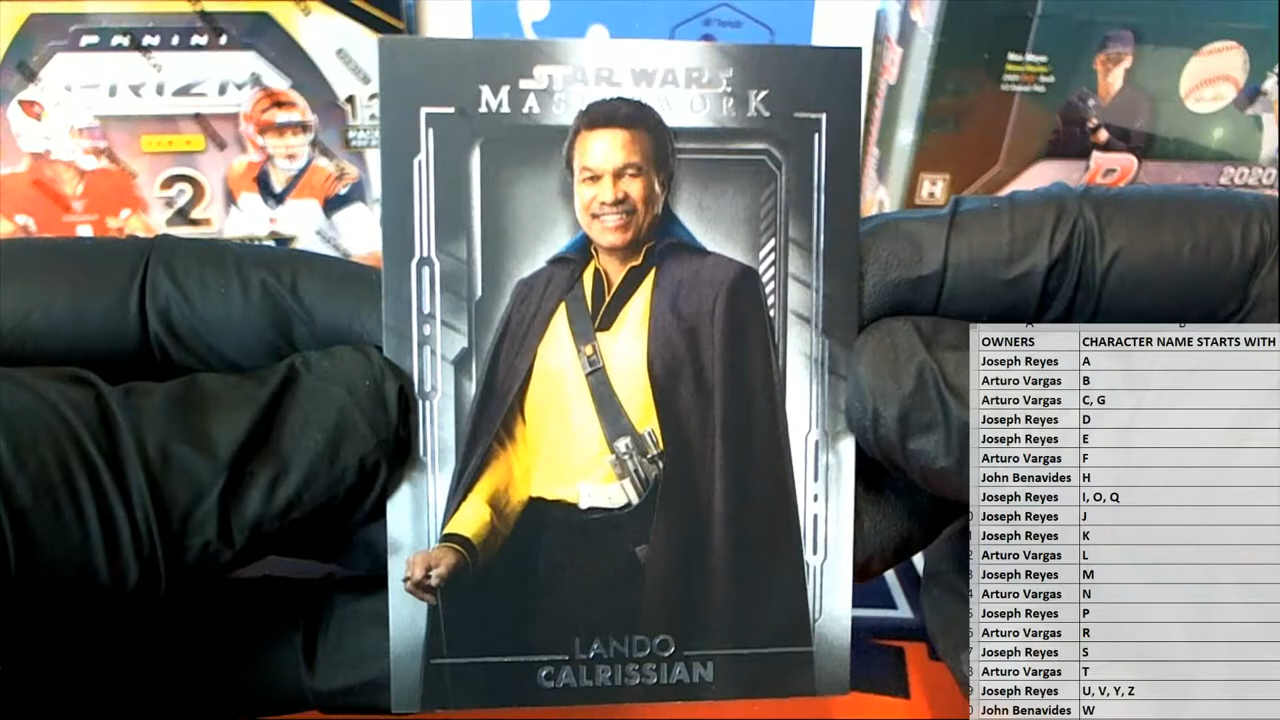 PANINI
PRIZM
2
STAR WARS
MASTERWORK
2020
LANDO
CALRISSIAN
A
B
OWNERS
CHARACTER NAME STARTS WITH
Joseph Reyes A
Arturo Vargas B
Arturo Vargas C, G
Joseph Reyes D
Joseph Reyes E
Arturo Vargas F
John Benavides H
Joseph Reyes I, O, Q
Joseph Reyes J
Joseph Reyes K
Arturo Vargas L
Joseph Reyes M
Arturo Vargas N
Joseph Reyes P
Arturo Vargas R
Joseph Reyes S
Arturo Vargas T
Joseph Reyes U, V, Y, Z
John Benavides W